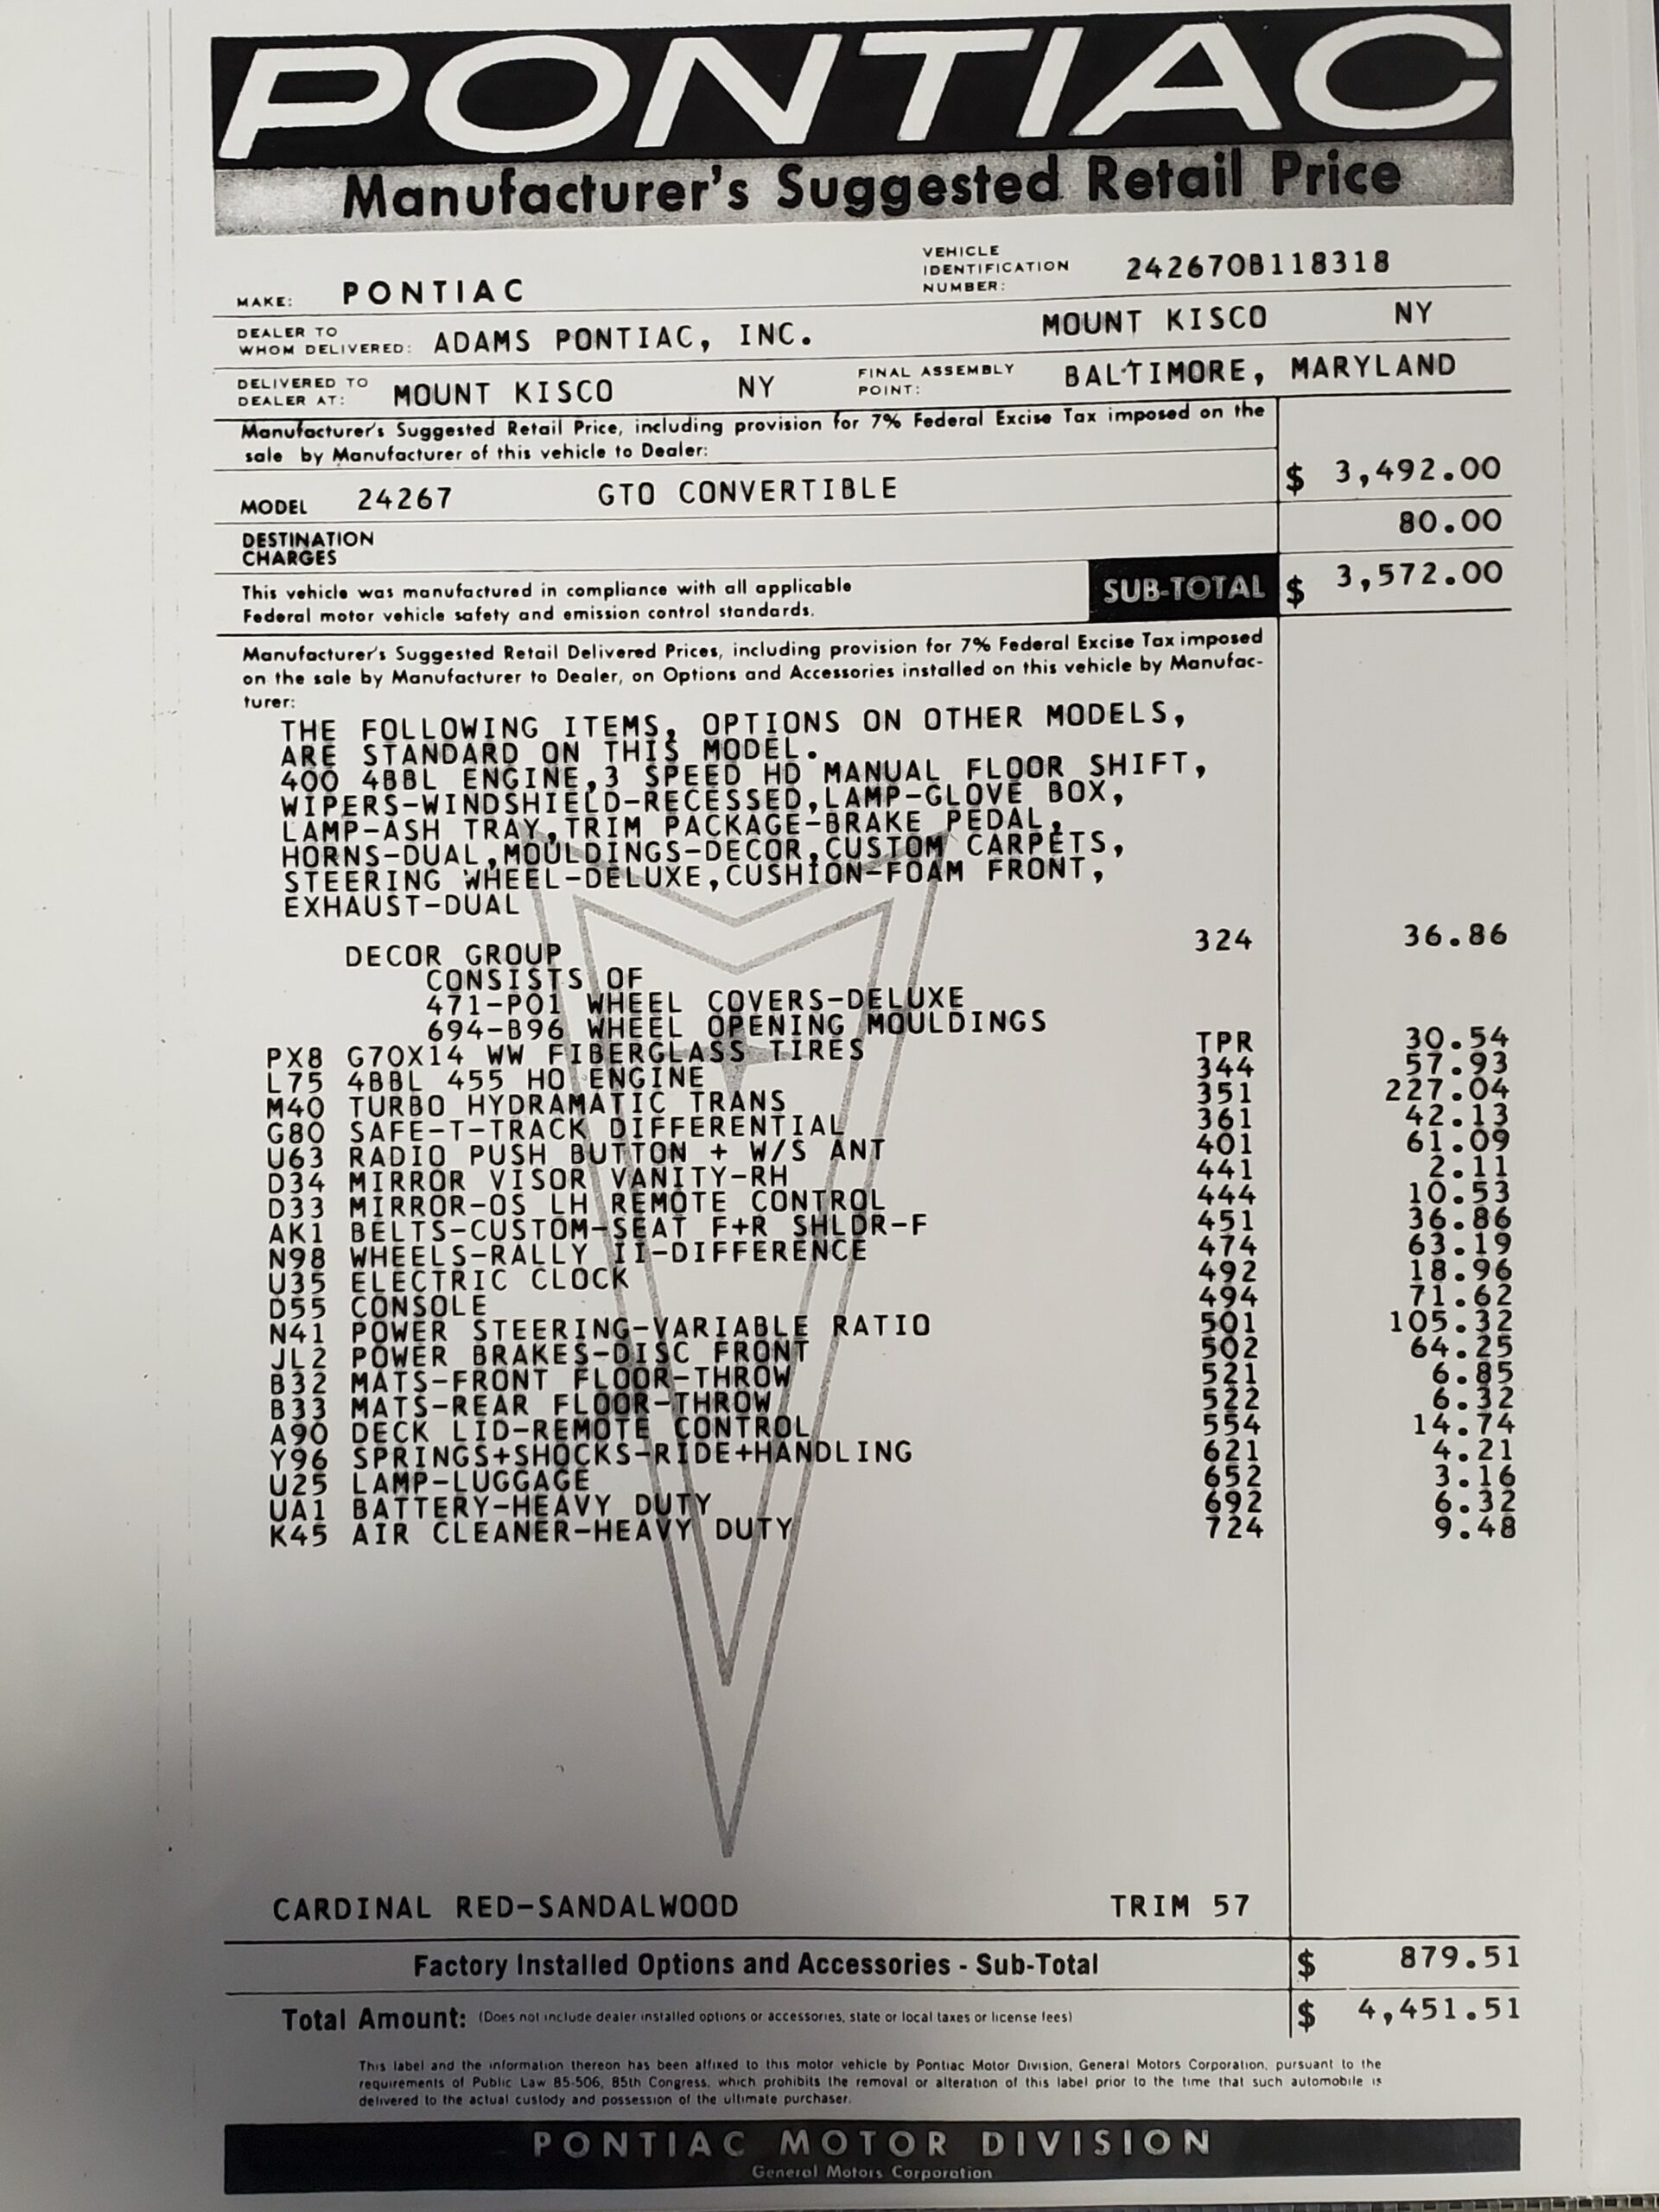 PONTIAC
Manufacturer's Suggested Retail Price
MAKE: PONTIAC VEHICLE IDENTIFICATION NUMBER: 242670B118318
DEALER TO WHOM DELIVERED: ADAMS PONTIAC, INC. MOUNT KISCO NY
DELIVERED TO DEALER AT: MOUNT KISCO NY FINAL ASSEMBLY POINT: BALTIMORE, MARYLAND
Manufacturer's Suggested Retail Price, including provision for 7% Federal Excise Tax imposed on the
sale by Manufacturer of this vehicle to Dealer:
MODEL 24267 GTO CONVERTIBLE $ 3,492.00
DESTINATION CHARGES 80.00
This vehicle was manufactured in compliance with all applicable
Federal motor vehicle safety and emission control standards.
SUB-TOTAL $ 3,572.00
Manufacturer's Suggested Retail Delivered Prices, including provision for 7% Federal Excise Tax imposed
on the sale by Manufacturer to Dealer, on Options and Accessories installed on this vehicle by Manufac-
turer:
THE FOLLOWING ITEMS, OPTIONS ON OTHER MODELS,
ARE STANDARD ON THIS MODEL.
400 4BBL ENGINE,3 SPEED HD MANUAL FLOOR SHIFT,
WIPERS-WINDSHIELD-RECESSED,LAMP-GLOVE BOX,
LAMP-ASH TRAY,TRIM PACKAGE-BRAKE PEDAL,
HORNS-DUAL,MOULDINGS-DECOR,CUSTOM CARPETS,
STEERING WHEEL-DELUXE,CUSHION-FOAM FRONT,
EXHAUST-DUAL
DECOR GROUP 324 36.86
CONSISTS OF
471-P01 WHEEL COVERS-DELUXE
694-B96 WHEEL OPENING MOULDINGS
PX8 G70X14 WW FIBERGLASS TIRES TPR 30.54
L75 4BBL 455 HO ENGINE 344 57.93
M40 TURBO HYDRAMATIC TRANS 351 227.04
G80 SAFE-T-TRACK DIFFERENTIAL 361 42.13
U63 RADIO PUSH BUTTON + W/S ANT 401 61.09
D34 MIRROR VISOR VANITY-RH 441 2.11
D33 MIRROR-OS LH REMOTE CONTROL 444 10.53
AK1 BELTS-CUSTOM-SEAT F+R SHLDR-F 451 36.86
N98 WHEELS-RALLY II-DIFFERENCE 474 63.19
U35 ELECTRIC CLOCK 492 18.96
D55 CONSOLE 494 71.62
N41 POWER STEERING-VARIABLE RATIO 501 105.32
JL2 POWER BRAKES-DISC FRONT 502 64.25
B32 MATS-FRONT FLOOR-THROW 521 6.85
B33 MATS-REAR FLOOR-THROW 522 6.32
A90 DECK LID-REMOTE CONTROL 554 14.74
Y96 SPRINGS+SHOCKS-RIDE+HANDLING 621 4.21
U25 LAMP-LUGGAGE 652 3.16
UA1 BATTERY-HEAVY DUTY 692 6.32
K45 AIR CLEANER-HEAVY DUTY 724 9.48
CARDINAL RED-SANDALWOOD TRIM 57
Factory Installed Options and Accessories - Sub-Total $ 879.51
Total Amount: (Does not include dealer installed options or accessories, state or local taxes or license fees) $ 4,451.51
This label and the information thereon has been affixed to this motor vehicle by Pontiac Motor Division, General Motors Corporation, pursuant to the
requirements of Public Law 85-506, 85th Congress, which prohibits the removal or alteration of this label prior to the time that such automobile is
delivered to the actual custody and possession of the ultimate purchaser.
PONTIAC MOTOR DIVISION
General Motors Corporation